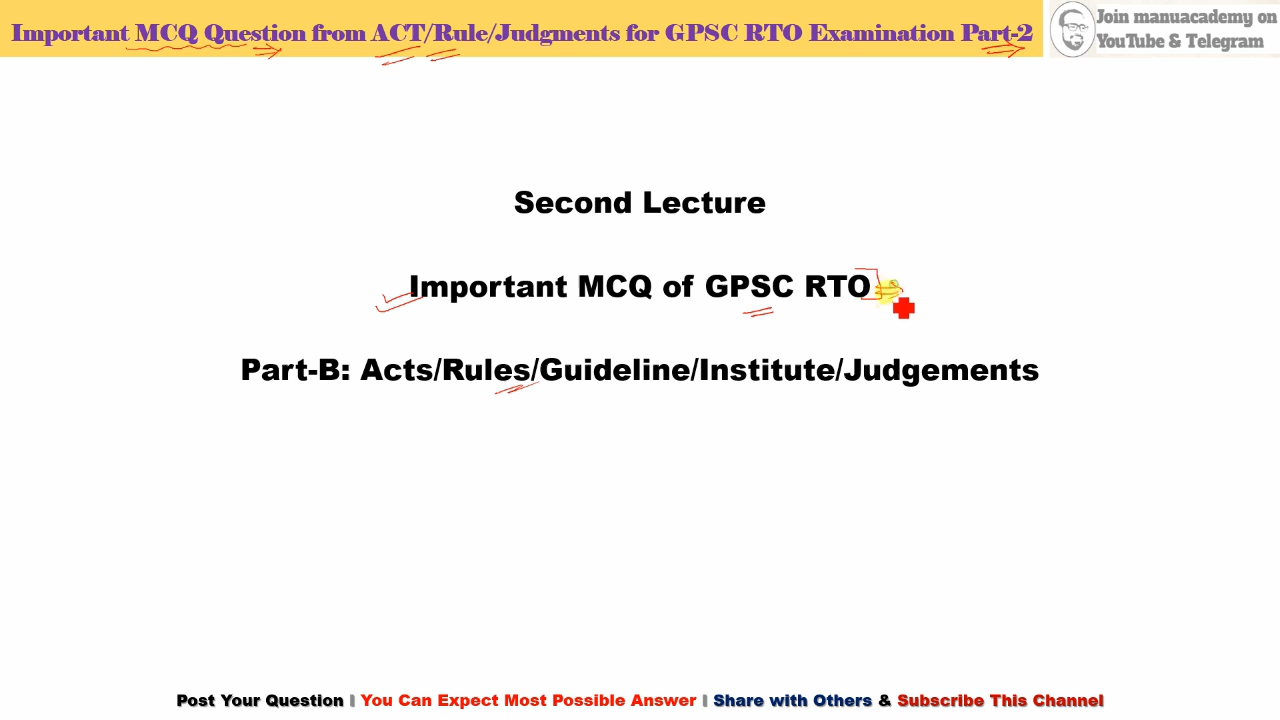 Important MCQ Question from ACT/Rule/Judgments for GPSC RTO Examination Part-2
Join manuacademy on
YouTube & Telegram
Second Lecture
Important MCQ of GPSC RTO
Part-B: Acts/Rules/Guideline/Institute/Judgements
Post Your Question | You Can Expect Most Possible Answer | Share with Others & Subscribe This Channel